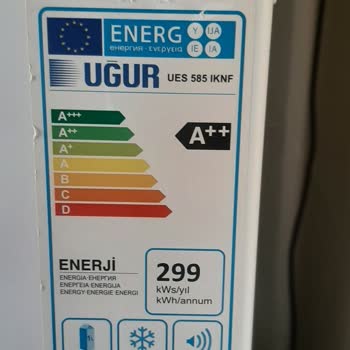 ENERG Y IJA IE IA
енергия · ενεργεια
UĞUR UES 585 IKNF
A+++
A++
A+
A
B
C
D
A++
ENERJİ
ENERGIA·ЕНЕРГИЯ
ΕΝΕΡΓΕΙΑ·ENERGIJA
ENERGY·ENERGIE·ENERGI
299
kWs/yıl
kWh/annum